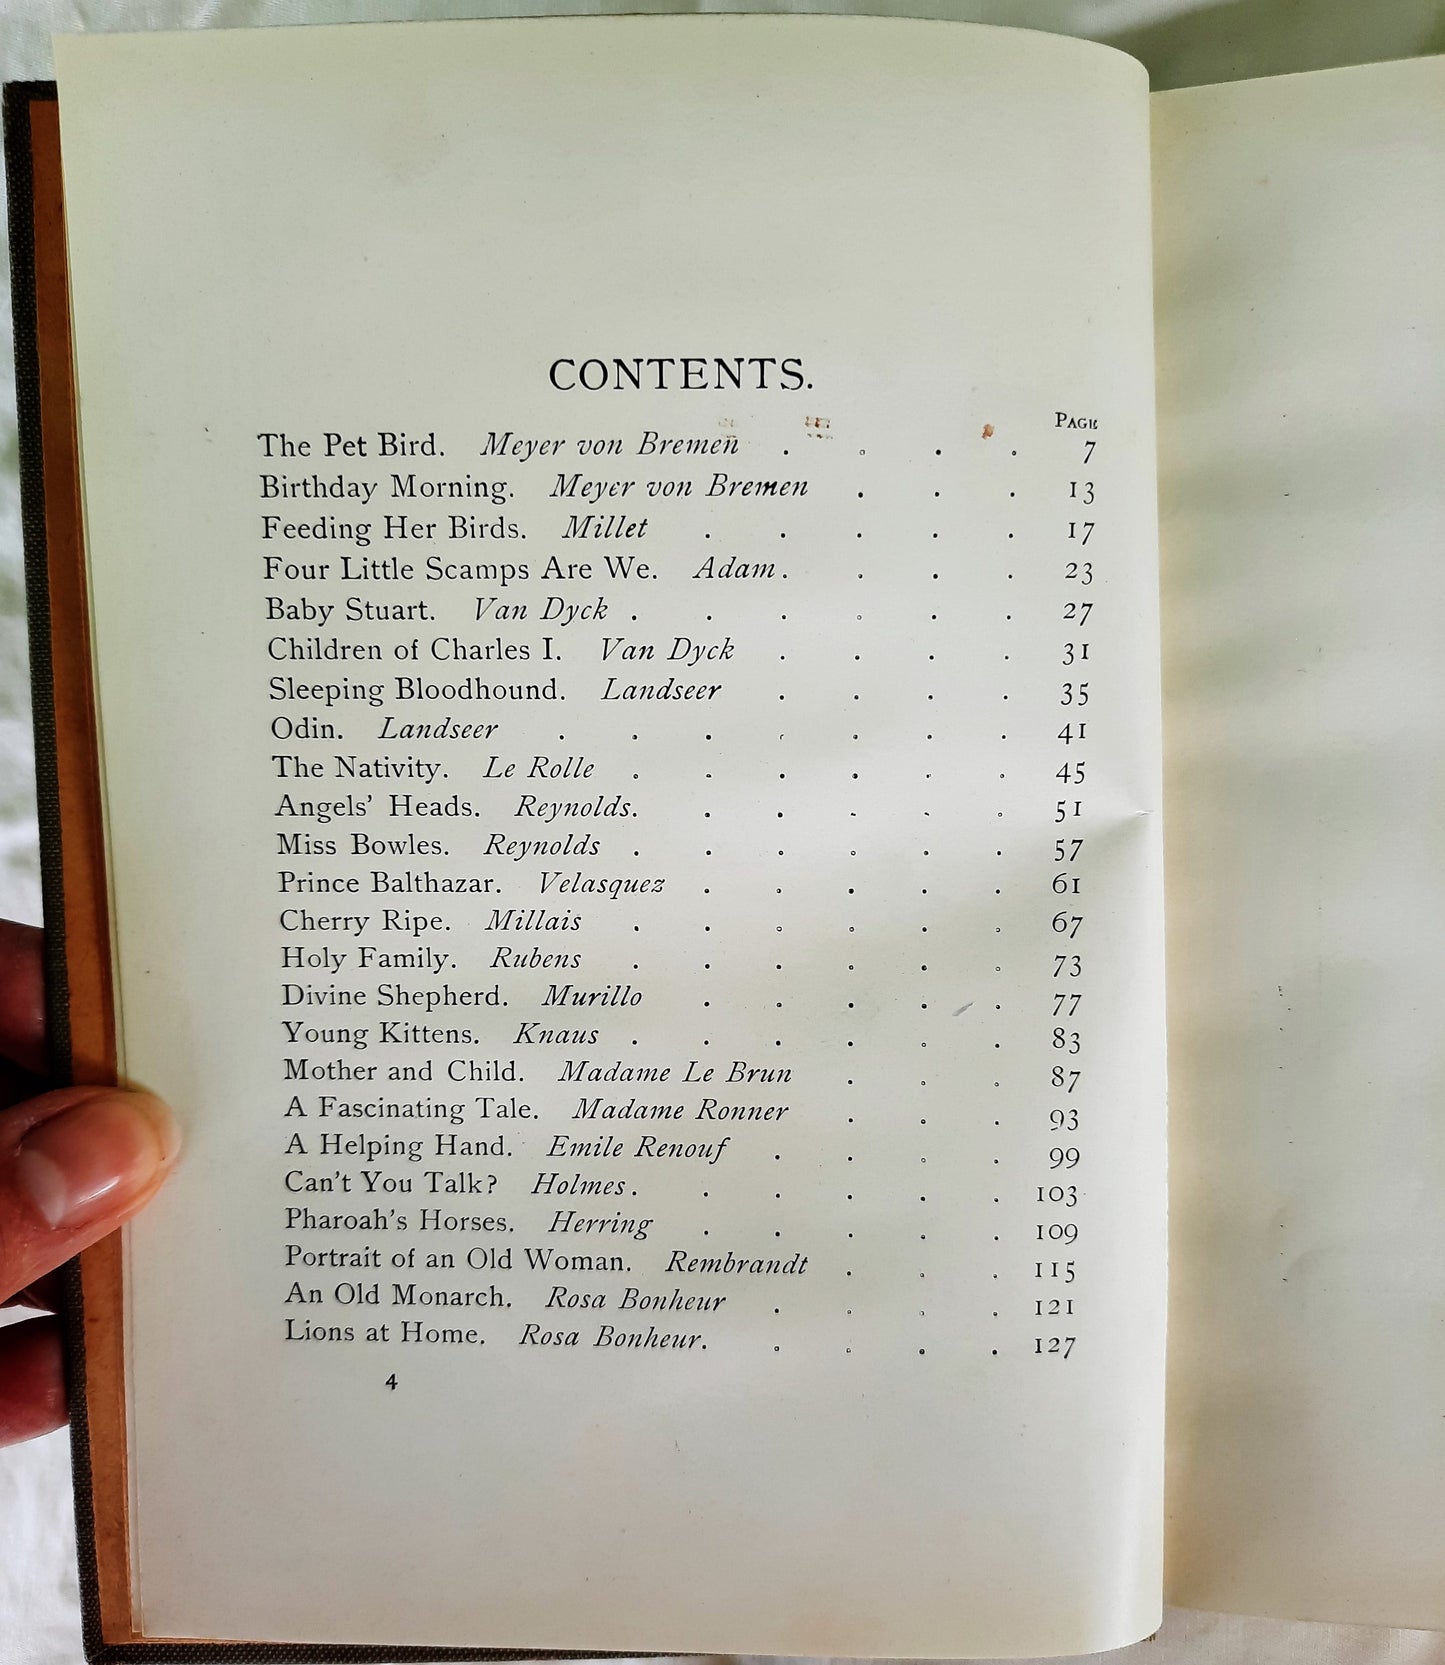 CONTENTS.
PAGE
The Pet Bird. Meyer von Bremen . . . . 7
Birthday Morning. Meyer von Bremen . . . 13
Feeding Her Birds. Millet . . . . . 17
Four Little Scamps Are We. Adam . . . . 23
Baby Stuart. Van Dyck . . . . . . 27
Children of Charles I. Van Dyck . . . . 31
Sleeping Bloodhound. Landseer . . . . 35
Odin. Landseer . . . . . . . 41
The Nativity. Le Rolle . . . . . . 45
Angels' Heads. Reynolds. . . . . . 51
Miss Bowles. Reynolds . . . . . . 57
Prince Balthazar. Velasquez . . . . . 61
Cherry Ripe. Millais . . . . . . 67
Holy Family. Rubens . . . . . . 73
Divine Shepherd. Murillo . . . . . 77
Young Kittens. Knaus . . . . . . 83
Mother and Child. Madame Le Brun . . . 87
A Fascinating Tale. Madame Ronner . . . 93
A Helping Hand. Emile Renouf . . . . 99
Can't You Talk? Holmes . . . . . . 103
Pharoah's Horses. Herring . . . . . 109
Portrait of an Old Woman. Rembrandt . . . 115
An Old Monarch. Rosa Bonheur . . . . 121
Lions at Home. Rosa Bonheur. . . . . 127
4